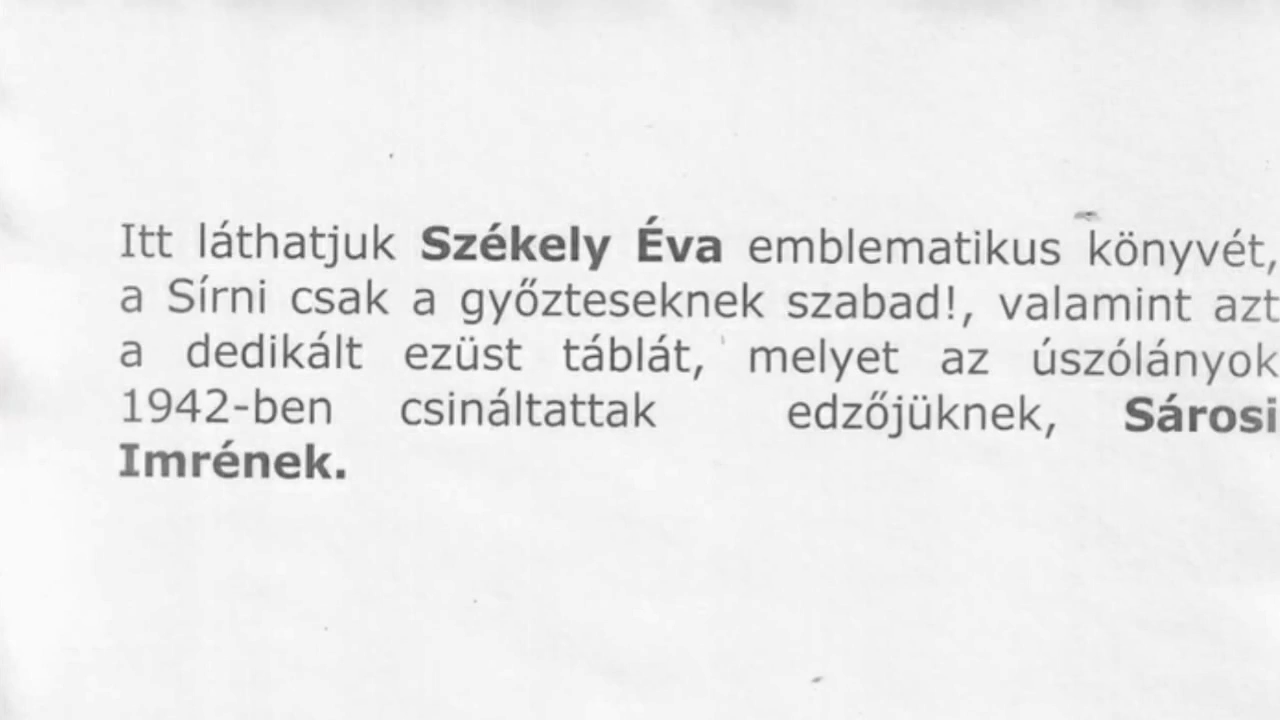 Itt láthatjuk Székely Éva emblematikus könyvét,
a Sírni csak a győzteseknek szabad!, valamint azt
a dedikált ezüst táblát, melyet az úszólányok
1942-ben csináltattak edzőjüknek, Sárosi
Imrének.